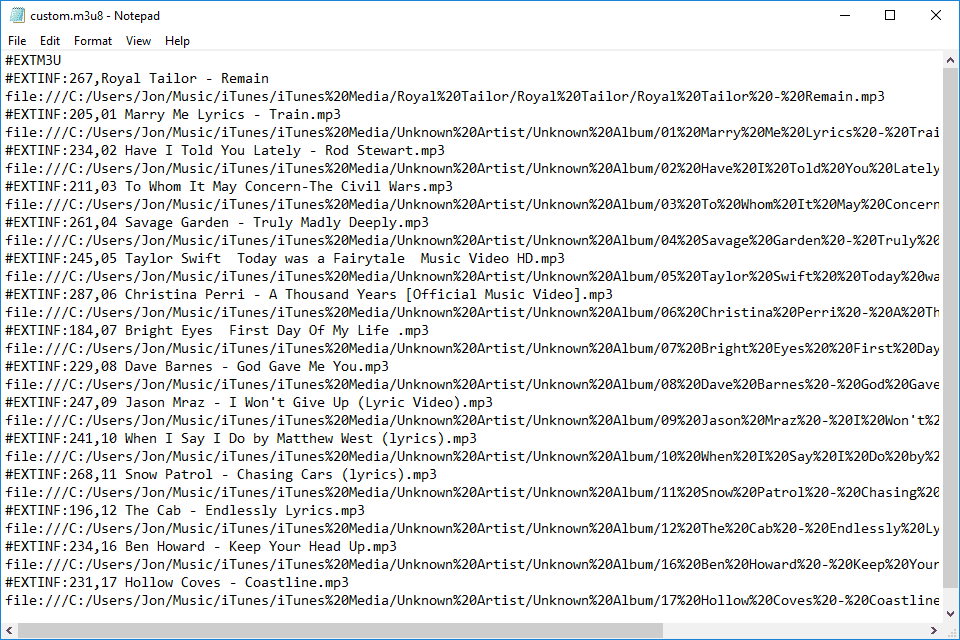 custom.m3u8 - Notepad
File Edit Format View Help
#EXTM3U
#EXTINF:267,Royal Tailor - Remain
file:///C:/Users/Jon/Music/iTunes/iTunes%20Media/Royal%20Tailor/Royal%20Tailor/Royal%20Tailor%20-%20Remain.mp3
#EXTINF:205,01 Marry Me Lyrics - Train.mp3
file:///C:/Users/Jon/Music/iTunes/iTunes%20Media/Unknown%20Artist/Unknown%20Album/01%20Marry%20Me%20Lyrics%20-%20Trai
#EXTINF:234,02 Have I Told You Lately - Rod Stewart.mp3
file:///C:/Users/Jon/Music/iTunes/iTunes%20Media/Unknown%20Artist/Unknown%20Album/02%20Have%20I%20Told%20You%20Lately
#EXTINF:211,03 To Whom It May Concern-The Civil Wars.mp3
file:///C:/Users/Jon/Music/iTunes/iTunes%20Media/Unknown%20Artist/Unknown%20Album/03%20To%20Whom%20It%20May%20Concern
#EXTINF:261,04 Savage Garden - Truly Madly Deeply.mp3
file:///C:/Users/Jon/Music/iTunes/iTunes%20Media/Unknown%20Artist/Unknown%20Album/04%20Savage%20Garden%20-%20Truly%20
#EXTINF:245,05 Taylor Swift  Today was a Fairytale  Music Video HD.mp3
file:///C:/Users/Jon/Music/iTunes/iTunes%20Media/Unknown%20Artist/Unknown%20Album/05%20Taylor%20Swift%20%20Today%20wa
#EXTINF:287,06 Christina Perri - A Thousand Years [Official Music Video].mp3
file:///C:/Users/Jon/Music/iTunes/iTunes%20Media/Unknown%20Artist/Unknown%20Album/06%20Christina%20Perri%20-%20A%20Th
#EXTINF:184,07 Bright Eyes  First Day Of My Life .mp3
file:///C:/Users/Jon/Music/iTunes/iTunes%20Media/Unknown%20Artist/Unknown%20Album/07%20Bright%20Eyes%20%20First%20Day
#EXTINF:229,08 Dave Barnes - God Gave Me You.mp3
file:///C:/Users/Jon/Music/iTunes/iTunes%20Media/Unknown%20Artist/Unknown%20Album/08%20Dave%20Barnes%20-%20God%20Gave
#EXTINF:247,09 Jason Mraz - I Won't Give Up (Lyric Video).mp3
file:///C:/Users/Jon/Music/iTunes/iTunes%20Media/Unknown%20Artist/Unknown%20Album/09%20Jason%20Mraz%20-%20I%20Won't%2
#EXTINF:241,10 When I Say I Do by Matthew West (lyrics).mp3
file:///C:/Users/Jon/Music/iTunes/iTunes%20Media/Unknown%20Artist/Unknown%20Album/10%20When%20I%20Say%20I%20Do%20by%2
#EXTINF:268,11 Snow Patrol - Chasing Cars (lyrics).mp3
file:///C:/Users/Jon/Music/iTunes/iTunes%20Media/Unknown%20Artist/Unknown%20Album/11%20Snow%20Patrol%20-%20Chasing%20
#EXTINF:196,12 The Cab - Endlessly Lyrics.mp3
file:///C:/Users/Jon/Music/iTunes/iTunes%20Media/Unknown%20Artist/Unknown%20Album/12%20The%20Cab%20-%20Endlessly%20Ly
#EXTINF:234,16 Ben Howard - Keep Your Head Up.mp3
file:///C:/Users/Jon/Music/iTunes/iTunes%20Media/Unknown%20Artist/Unknown%20Album/16%20Ben%20Howard%20-%20Keep%20Your
#EXTINF:231,17 Hollow Coves - Coastline.mp3
file:///C:/Users/Jon/Music/iTunes/iTunes%20Media/Unknown%20Artist/Unknown%20Album/17%20Hollow%20Coves%20-%20Coastline